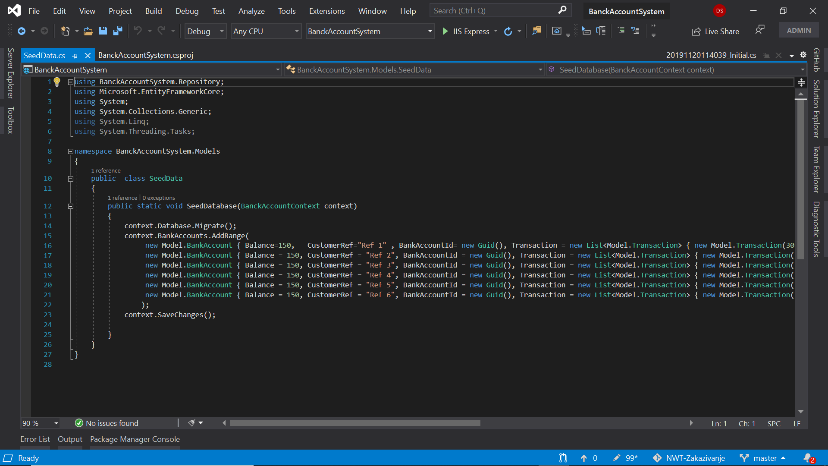 File Edit View Project Build Debug Test Analyze Tools Extensions Window Help Search (Ctrl+Q) BanckAccountSystem OS
Debug Any CPU BanckAccountSystem IIS Express Live Share ADMIN
SeedData.cs BanckAccountSystem.csproj 20191120114039_Initial.cs
BanckAccountSystem BanckAccountSystem.Models.SeedData SeedDatabase(BanckAccountContext context)
Server Explorer
Toolbox
GitHub
Solution Explorer
Team Explorer
Diagnostic Tools
1 using BanckAccountSystem.Repository;
2 using Microsoft.EntityFrameworkCore;
3 using System;
4 using System.Collections.Generic;
5 using System.Linq;
6 using System.Threading.Tasks;
7
8 namespace BanckAccountSystem.Models
9 {
1 reference
10 public class SeedData
11 {
1 reference | 0 exceptions
12 public static void SeedDatabase(BanckAccountContext context)
13 {
14 context.Database.Migrate();
15 context.BankAccounts.AddRange(
16 new Model.BankAccount { Balance=150, CustomerRef="Ref 1" , BankAccountId= new Guid(), Transaction = new List<Model.Transaction> { new Model.Transaction(30
17 new Model.BankAccount { Balance = 150, CustomerRef = "Ref 2", BankAccountId = new Guid(), Transaction = new List<Model.Transaction> { new Model.Transaction(
18 new Model.BankAccount { Balance = 150, CustomerRef = "Ref 3", BankAccountId = new Guid(), Transaction = new List<Model.Transaction> { new Model.Transaction(
19 new Model.BankAccount { Balance = 150, CustomerRef = "Ref 4", BankAccountId = new Guid(), Transaction = new List<Model.Transaction> { new Model.Transaction(
20 new Model.BankAccount { Balance = 150, CustomerRef = "Ref 5", BankAccountId = new Guid(), Transaction = new List<Model.Transaction> { new Model.Transaction(
21 new Model.BankAccount { Balance = 150, CustomerRef = "Ref 6", BankAccountId = new Guid(), Transaction = new List<Model.Transaction> { new Model.Transaction(
22 );
23 context.SaveChanges();
24
25 }
26 }
27 }
28
90 % No issues found Ln: 1 Ch: 1 SPC LF
Error List Output Package Manager Console
Ready 0 99* NWT-Zakazivanje master 2